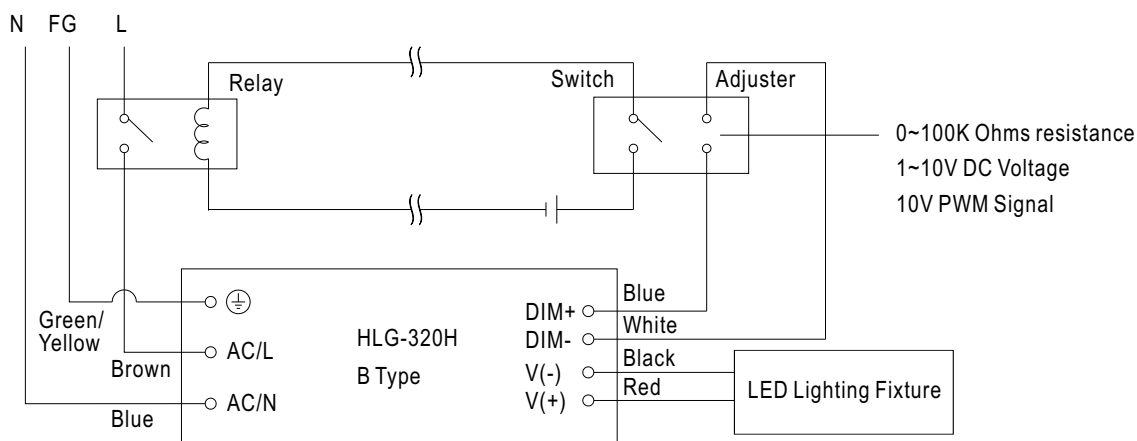 N FG L
Relay
Switch
Adjuster
0~100K Ohms resistance
1~10V DC Voltage
10V PWM Signal
Green/
Yellow
Brown
Blue
AC/L
AC/N
HLG-320H
B Type
DIM+
DIM-
V(-)
V(+)
Blue
White
Black
Red
LED Lighting Fixture